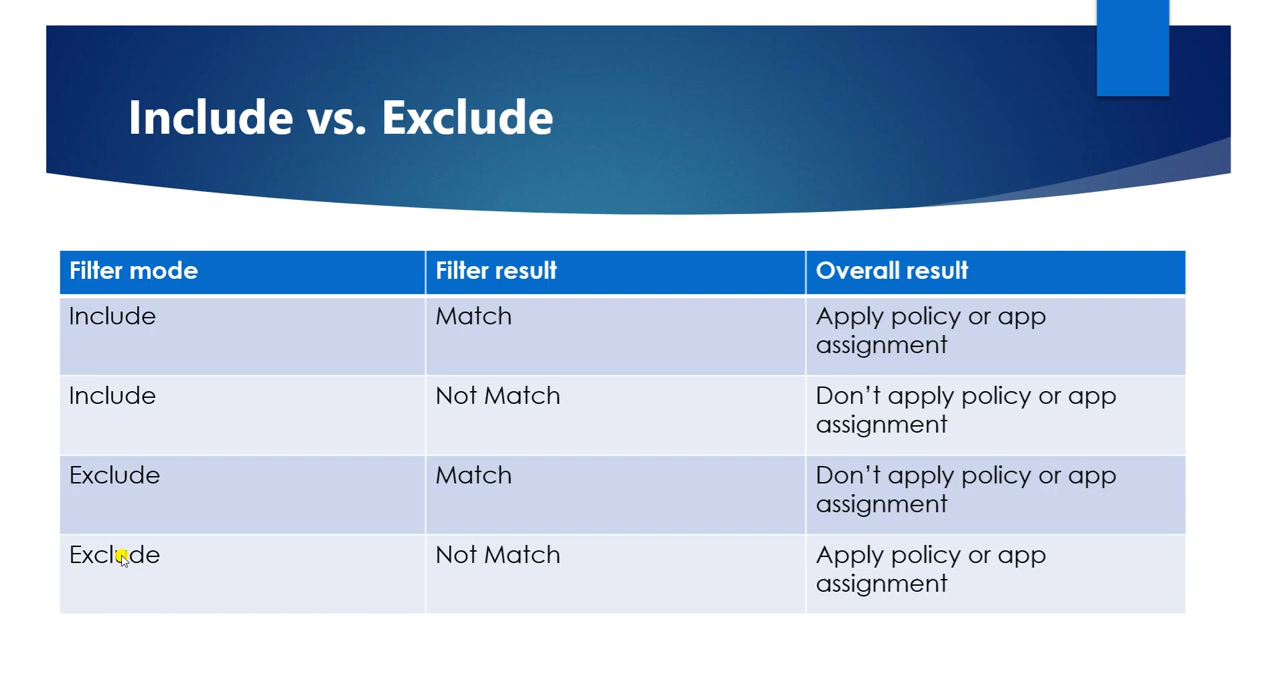 Include vs. Exclude
Filter mode
Filter result
Overall result
Include
Match
Apply policy or app
assignment
Include
Not Match
Don’t apply policy or app
assignment
Exclude
Match
Don’t apply policy or app
assignment
Exclude
Not Match
Apply policy or app
assignment